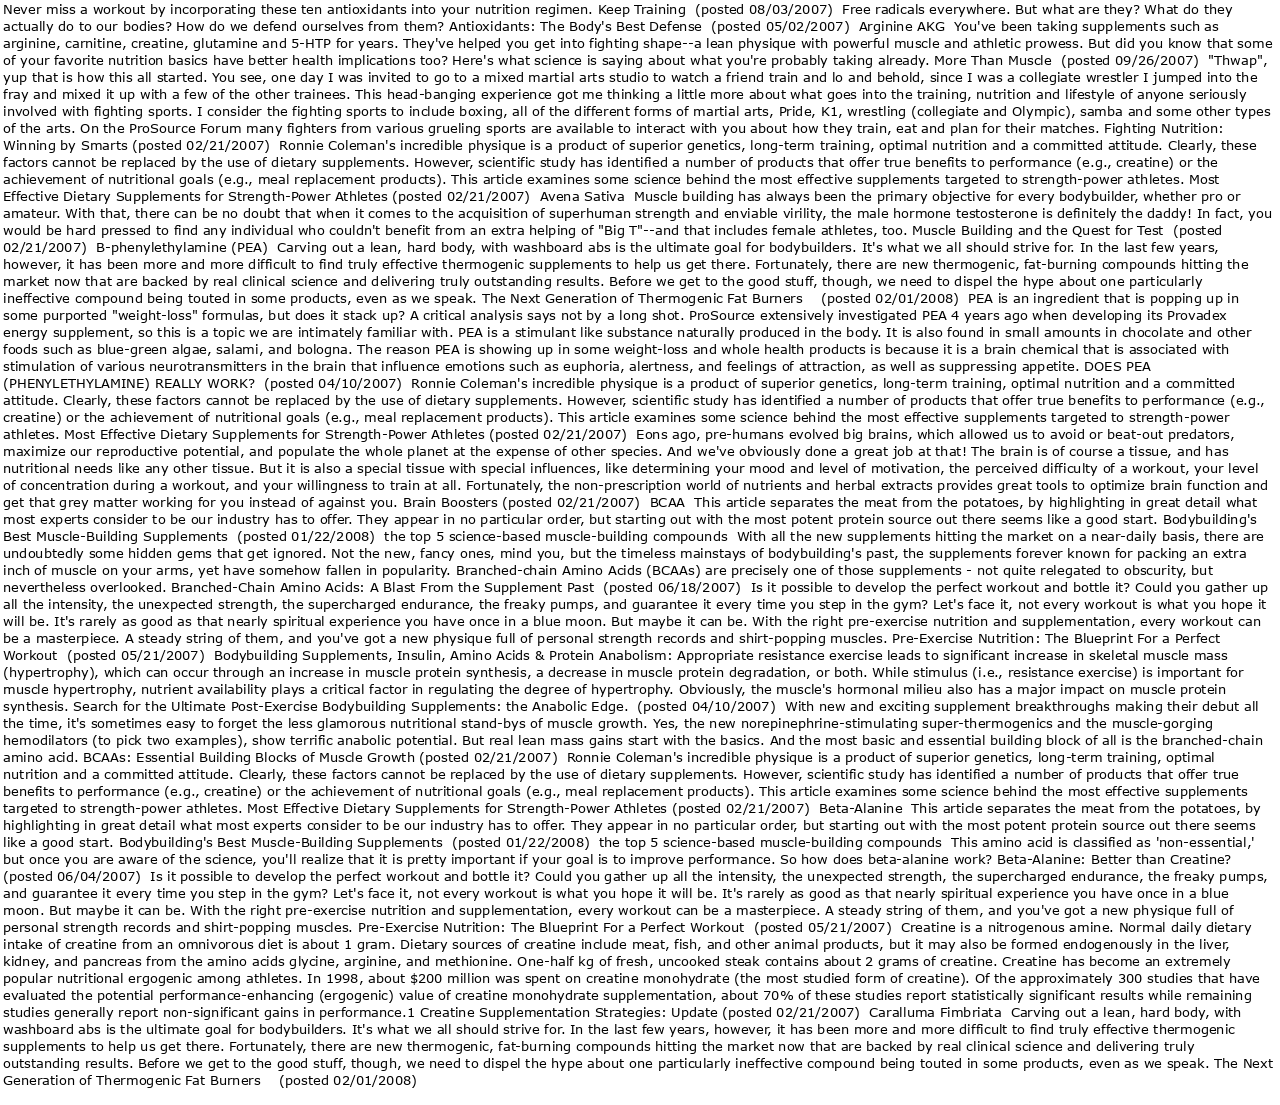 Never miss a workout by incorporating these ten antioxidants into your nutrition regimen. Keep Training  (posted 08/03/2007)  Free radicals everywhere. But what are they? What do they
actually do to our bodies? How do we defend ourselves from them? Antioxidants: The Body's Best Defense  (posted 05/02/2007)  Arginine AKG  You've been taking supplements such as
arginine, carnitine, creatine, glutamine and 5-HTP for years. They've helped you get into fighting shape--a lean physique with powerful muscle and athletic prowess. But did you know that some
of your favorite nutrition basics have better health implications too? Here's what science is saying about what you're probably taking already. More Than Muscle  (posted 09/26/2007)  "Thwap",
yup that is how this all started. You see, one day I was invited to go to a mixed martial arts studio to watch a friend train and lo and behold, since I was a collegiate wrestler I jumped into the
fray and mixed it up with a few of the other trainees. This head-banging experience got me thinking a little more about what goes into the training, nutrition and lifestyle of anyone seriously
involved with fighting sports. I consider the fighting sports to include boxing, all of the different forms of martial arts, Pride, K1, wrestling (collegiate and Olympic), samba and some other types
of the arts. On the ProSource Forum many fighters from various grueling sports are available to interact with you about how they train, eat and plan for their matches. Fighting Nutrition:
Winning by Smarts (posted 02/21/2007)  Ronnie Coleman's incredible physique is a product of superior genetics, long-term training, optimal nutrition and a committed attitude. Clearly, these
factors cannot be replaced by the use of dietary supplements. However, scientific study has identified a number of products that offer true benefits to performance (e.g., creatine) or the
achievement of nutritional goals (e.g., meal replacement products). This article examines some science behind the most effective supplements targeted to strength-power athletes. Most
Effective Dietary Supplements for Strength-Power Athletes (posted 02/21/2007)  Avena Sativa  Muscle building has always been the primary objective for every bodybuilder, whether pro or
amateur. With that, there can be no doubt that when it comes to the acquisition of superhuman strength and enviable virility, the male hormone testosterone is definitely the daddy! In fact, you
would be hard pressed to find any individual who couldn't benefit from an extra helping of "Big T"--and that includes female athletes, too. Muscle Building and the Quest for Test  (posted
02/21/2007)  B-phenylethylamine (PEA)  Carving out a lean, hard body, with washboard abs is the ultimate goal for bodybuilders. It's what we all should strive for. In the last few years,
however, it has been more and more difficult to find truly effective thermogenic supplements to help us get there. Fortunately, there are new thermogenic, fat-burning compounds hitting the
market now that are backed by real clinical science and delivering truly outstanding results. Before we get to the good stuff, though, we need to dispel the hype about one particularly
ineffective compound being touted in some products, even as we speak. The Next Generation of Thermogenic Fat Burners    (posted 02/01/2008)  PEA is an ingredient that is popping up in
some purported "weight-loss" formulas, but does it stack up? A critical analysis says not by a long shot. ProSource extensively investigated PEA 4 years ago when developing its Provadex
energy supplement, so this is a topic we are intimately familiar with. PEA is a stimulant like substance naturally produced in the body. It is also found in small amounts in chocolate and other
foods such as blue-green algae, salami, and bologna. The reason PEA is showing up in some weight-loss and whole health products is because it is a brain chemical that is associated with
stimulation of various neurotransmitters in the brain that influence emotions such as euphoria, alertness, and feelings of attraction, as well as suppressing appetite. DOES PEA
(PHENYLETHYLAMINE) REALLY WORK?  (posted 04/10/2007)  Ronnie Coleman's incredible physique is a product of superior genetics, long-term training, optimal nutrition and a committed
attitude. Clearly, these factors cannot be replaced by the use of dietary supplements. However, scientific study has identified a number of products that offer true benefits to performance (e.g.,
creatine) or the achievement of nutritional goals (e.g., meal replacement products). This article examines some science behind the most effective supplements targeted to strength-power
athletes. Most Effective Dietary Supplements for Strength-Power Athletes (posted 02/21/2007)  Eons ago, pre-humans evolved big brains, which allowed us to avoid or beat-out predators,
maximize our reproductive potential, and populate the whole planet at the expense of other species. And we've obviously done a great job at that! The brain is of course a tissue, and has
nutritional needs like any other tissue. But it is also a special tissue with special influences, like determining your mood and level of motivation, the perceived difficulty of a workout, your level
of concentration during a workout, and your willingness to train at all. Fortunately, the non-prescription world of nutrients and herbal extracts provides great tools to optimize brain function and
get that grey matter working for you instead of against you. Brain Boosters (posted 02/21/2007)  BCAA  This article separates the meat from the potatoes, by highlighting in great detail what
most experts consider to be our industry has to offer. They appear in no particular order, but starting out with the most potent protein source out there seems like a good start. Bodybuilding's
Best Muscle-Building Supplements  (posted 01/22/2008)  the top 5 science-based muscle-building compounds  With all the new supplements hitting the market on a near-daily basis, there are
undoubtedly some hidden gems that get ignored. Not the new, fancy ones, mind you, but the timeless mainstays of bodybuilding's past, the supplements forever known for packing an extra
inch of muscle on your arms, yet have somehow fallen in popularity. Branched-chain Amino Acids (BCAAs) are precisely one of those supplements - not quite relegated to obscurity, but
nevertheless overlooked. Branched-Chain Amino Acids: A Blast From the Supplement Past  (posted 06/18/2007)  Is it possible to develop the perfect workout and bottle it? Could you gather up
all the intensity, the unexpected strength, the supercharged endurance, the freaky pumps, and guarantee it every time you step in the gym? Let's face it, not every workout is what you hope it
will be. It's rarely as good as that nearly spiritual experience you have once in a blue moon. But maybe it can be. With the right pre-exercise nutrition and supplementation, every workout can
be a masterpiece. A steady string of them, and you've got a new physique full of personal strength records and shirt-popping muscles. Pre-Exercise Nutrition: The Blueprint For a Perfect
Workout  (posted 05/21/2007)  Bodybuilding Supplements, Insulin, Amino Acids & Protein Anabolism: Appropriate resistance exercise leads to significant increase in skeletal muscle mass
(hypertrophy), which can occur through an increase in muscle protein synthesis, a decrease in muscle protein degradation, or both. While stimulus (i.e., resistance exercise) is important for
muscle hypertrophy, nutrient availability plays a critical factor in regulating the degree of hypertrophy. Obviously, the muscle's hormonal milieu also has a major impact on muscle protein
synthesis. Search for the Ultimate Post-Exercise Bodybuilding Supplements: the Anabolic Edge.  (posted 04/10/2007)  With new and exciting supplement breakthroughs making their debut all
the time, it's sometimes easy to forget the less glamorous nutritional stand-bys of muscle growth. Yes, the new norepinephrine-stimulating super-thermogenics and the muscle-gorging
hemodilators (to pick two examples), show terrific anabolic potential. But real lean mass gains start with the basics. And the most basic and essential building block of all is the branched-chain
amino acid. BCAAs: Essential Building Blocks of Muscle Growth (posted 02/21/2007)  Ronnie Coleman's incredible physique is a product of superior genetics, long-term training, optimal
nutrition and a committed attitude. Clearly, these factors cannot be replaced by the use of dietary supplements. However, scientific study has identified a number of products that offer true
benefits to performance (e.g., creatine) or the achievement of nutritional goals (e.g., meal replacement products). This article examines some science behind the most effective supplements
targeted to strength-power athletes. Most Effective Dietary Supplements for Strength-Power Athletes (posted 02/21/2007)  Beta-Alanine  This article separates the meat from the potatoes, by
highlighting in great detail what most experts consider to be our industry has to offer. They appear in no particular order, but starting out with the most potent protein source out there seems
like a good start. Bodybuilding's Best Muscle-Building Supplements  (posted 01/22/2008)  the top 5 science-based muscle-building compounds  This amino acid is classified as 'non-essential,'
but once you are aware of the science, you'll realize that it is pretty important if your goal is to improve performance. So how does beta-alanine work? Beta-Alanine: Better than Creatine?
(posted 06/04/2007)  Is it possible to develop the perfect workout and bottle it? Could you gather up all the intensity, the unexpected strength, the supercharged endurance, the freaky pumps,
and guarantee it every time you step in the gym? Let's face it, not every workout is what you hope it will be. It's rarely as good as that nearly spiritual experience you have once in a blue
moon. But maybe it can be. With the right pre-exercise nutrition and supplementation, every workout can be a masterpiece. A steady string of them, and you've got a new physique full of
personal strength records and shirt-popping muscles. Pre-Exercise Nutrition: The Blueprint For a Perfect Workout  (posted 05/21/2007)  Creatine is a nitrogenous amine. Normal daily dietary
intake of creatine from an omnivorous diet is about 1 gram. Dietary sources of creatine include meat, fish, and other animal products, but it may also be formed endogenously in the liver,
kidney, and pancreas from the amino acids glycine, arginine, and methionine. One-half kg of fresh, uncooked steak contains about 2 grams of creatine. Creatine has become an extremely
popular nutritional ergogenic among athletes. In 1998, about $200 million was spent on creatine monohydrate (the most studied form of creatine). Of the approximately 300 studies that have
evaluated the potential performance-enhancing (ergogenic) value of creatine monohydrate supplementation, about 70% of these studies report statistically significant results while remaining
studies generally report non-significant gains in performance.1 Creatine Supplementation Strategies: Update (posted 02/21/2007)  Caralluma Fimbriata  Carving out a lean, hard body, with
washboard abs is the ultimate goal for bodybuilders. It's what we all should strive for. In the last few years, however, it has been more and more difficult to find truly effective thermogenic
supplements to help us get there. Fortunately, there are new thermogenic, fat-burning compounds hitting the market now that are backed by real clinical science and delivering truly
outstanding results. Before we get to the good stuff, though, we need to dispel the hype about one particularly ineffective compound being touted in some products, even as we speak. The Next
Generation of Thermogenic Fat Burners    (posted 02/01/2008)